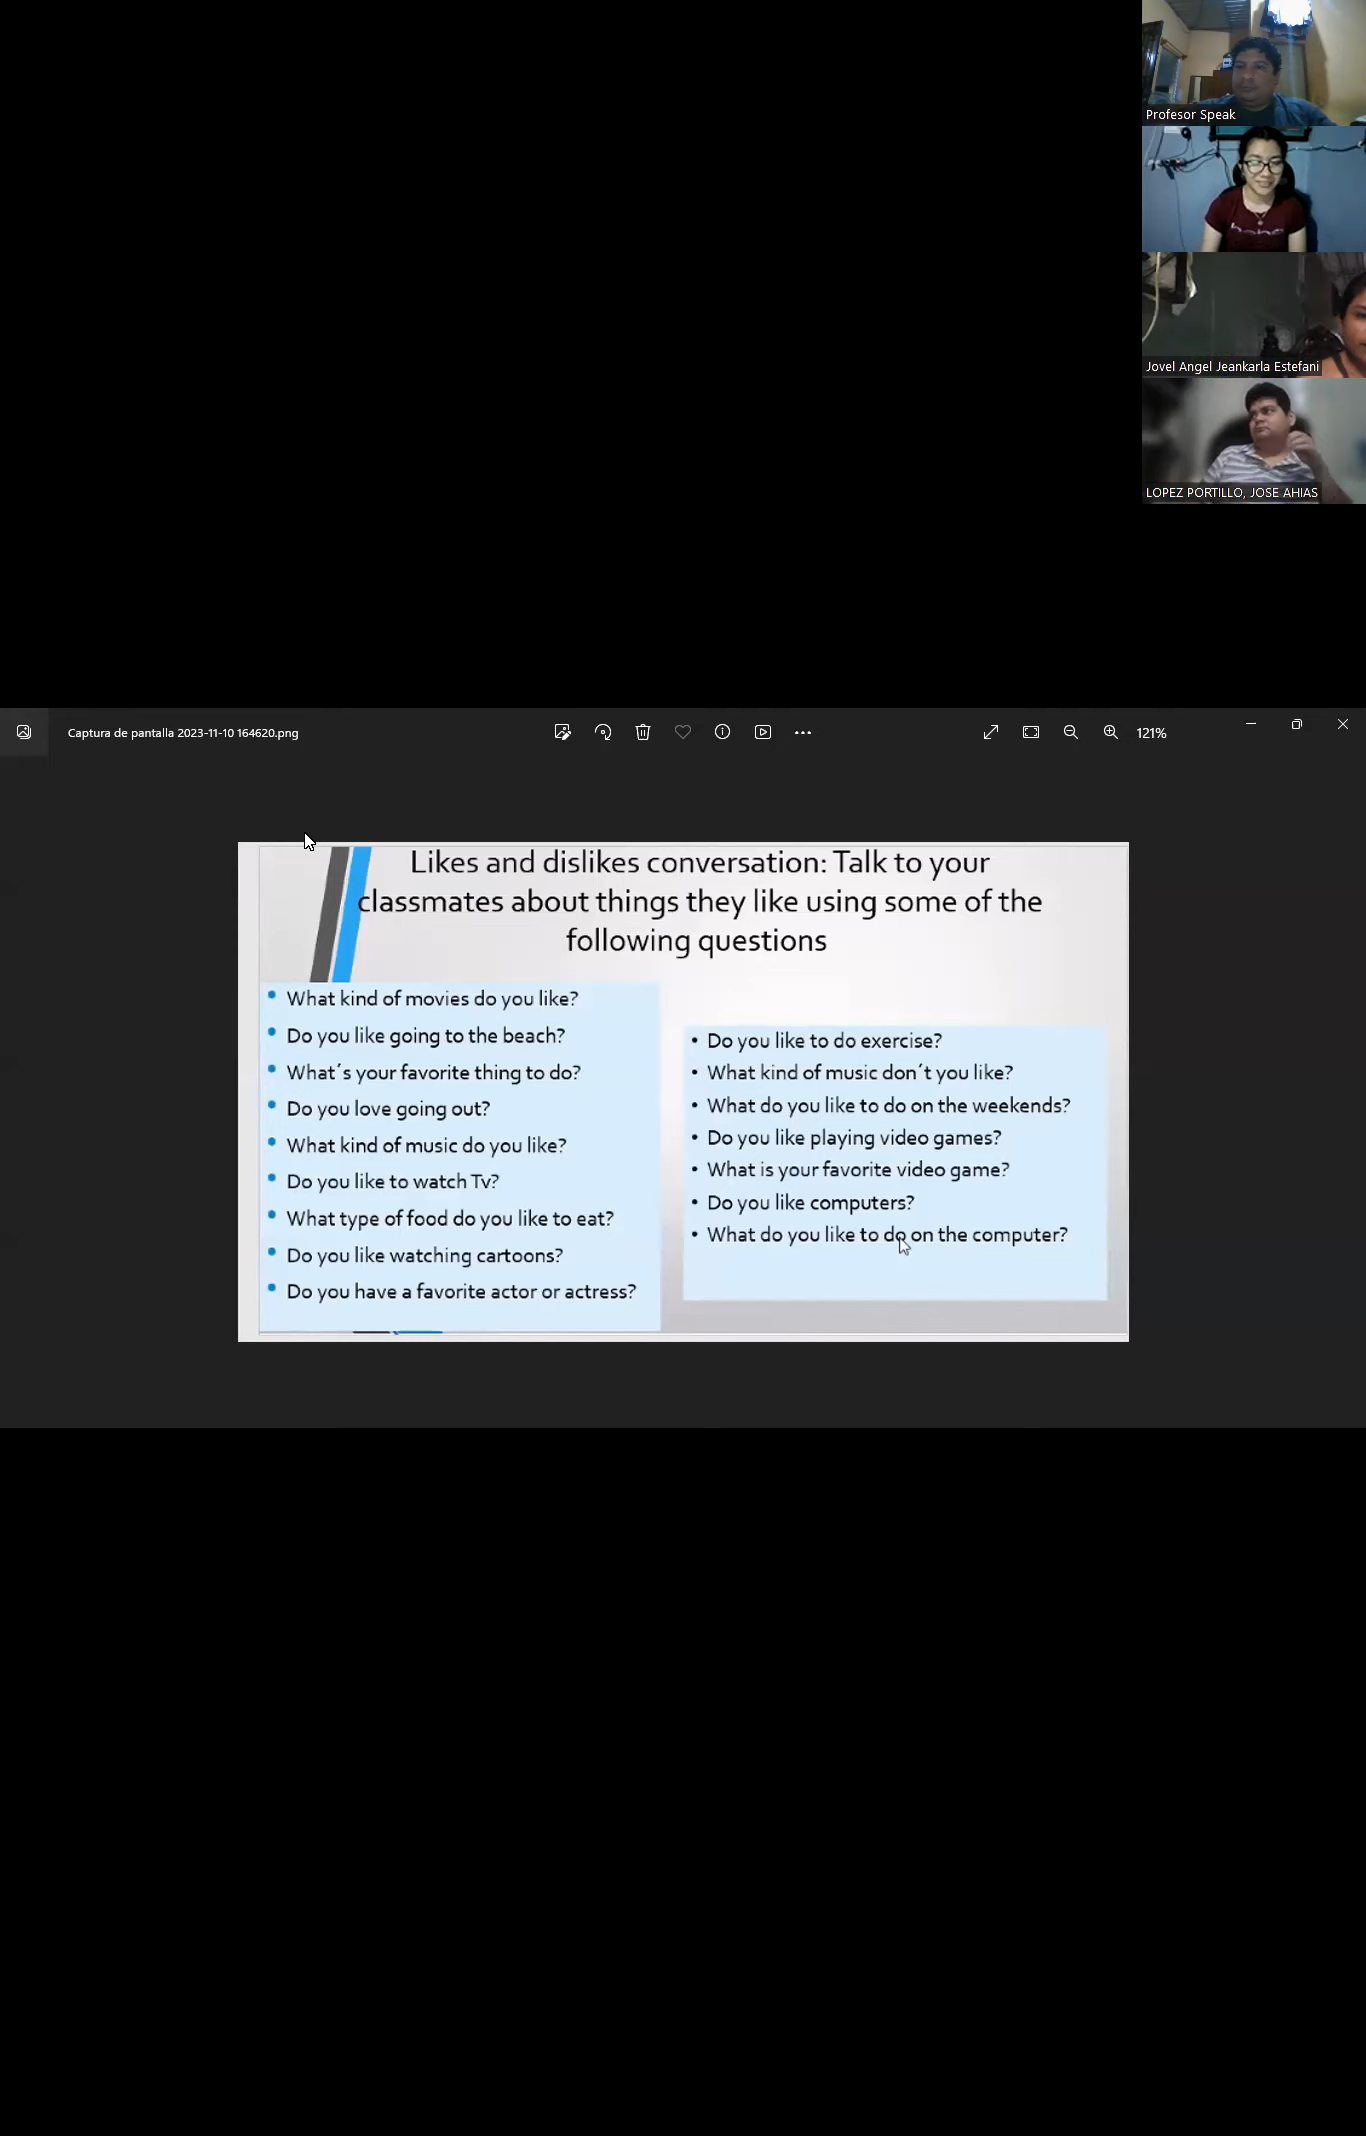 Profesor Speak
Jovel Angel Jeankarla Estefani
LOPEZ PORTILLO, JOSE AHIAS
Captura de pantalla 2023-11-10 164620.png
121%
Likes and dislikes conversation: Talk to your
classmates about things they like using some of the
following questions
• What kind of movies do you like?
• Do you like going to the beach?
• What´s your favorite thing to do?
• Do you love going out?
• What kind of music do you like?
• Do you like to watch Tv?
• What type of food do you like to eat?
• Do you like watching cartoons?
• Do you have a favorite actor or actress?
• Do you like to do exercise?
• What kind of music don´t you like?
• What do you like to do on the weekends?
• Do you like playing video games?
• What is your favorite video game?
• Do you like computers?
• What do you like to do on the computer?